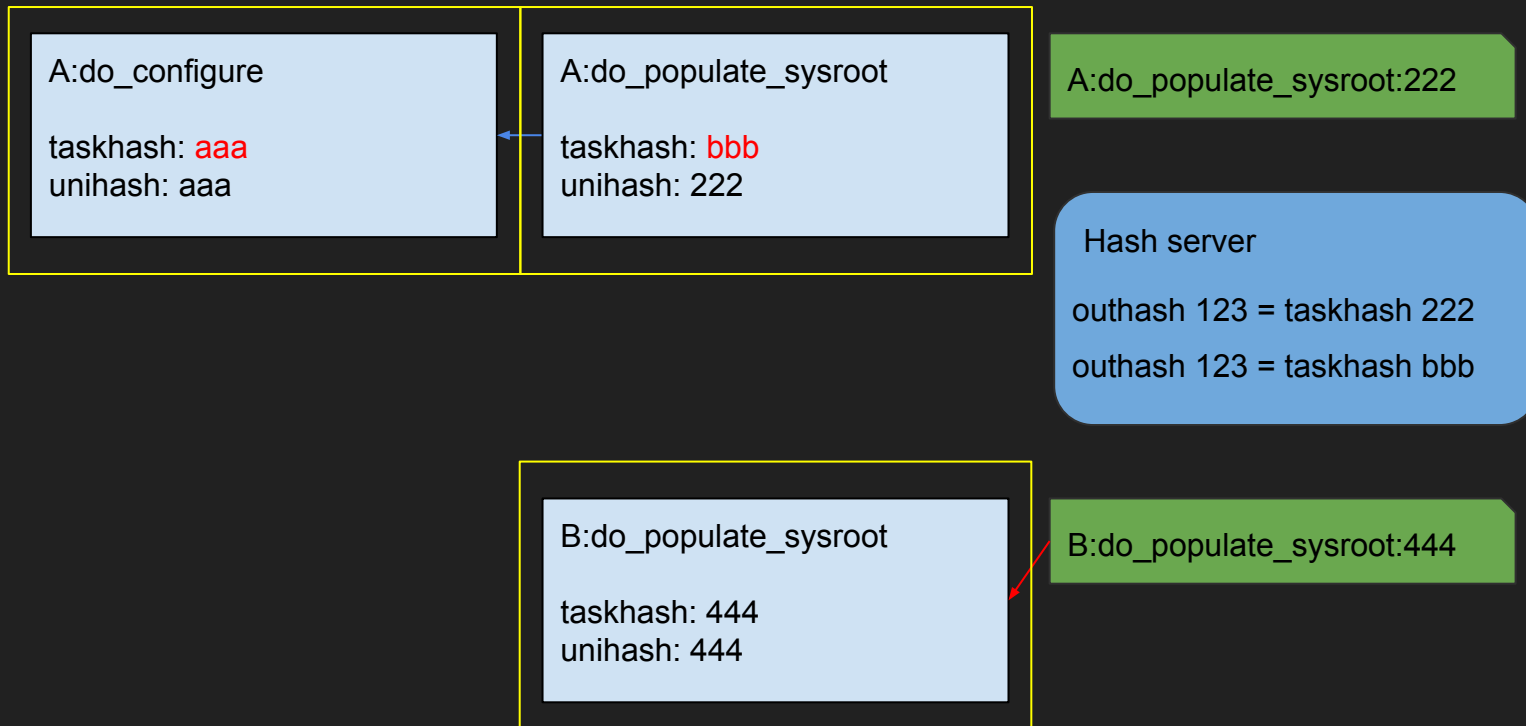 A:do_configure
taskhash: aaa
unihash: aaa
A:do_populate_sysroot
taskhash: bbb
unihash: 222
A:do_populate_sysroot:222
Hash server
outhash 123 = taskhash 222
outhash 123 = taskhash bbb
B:do_populate_sysroot
taskhash: 444
unihash: 444
B:do_populate_sysroot:444